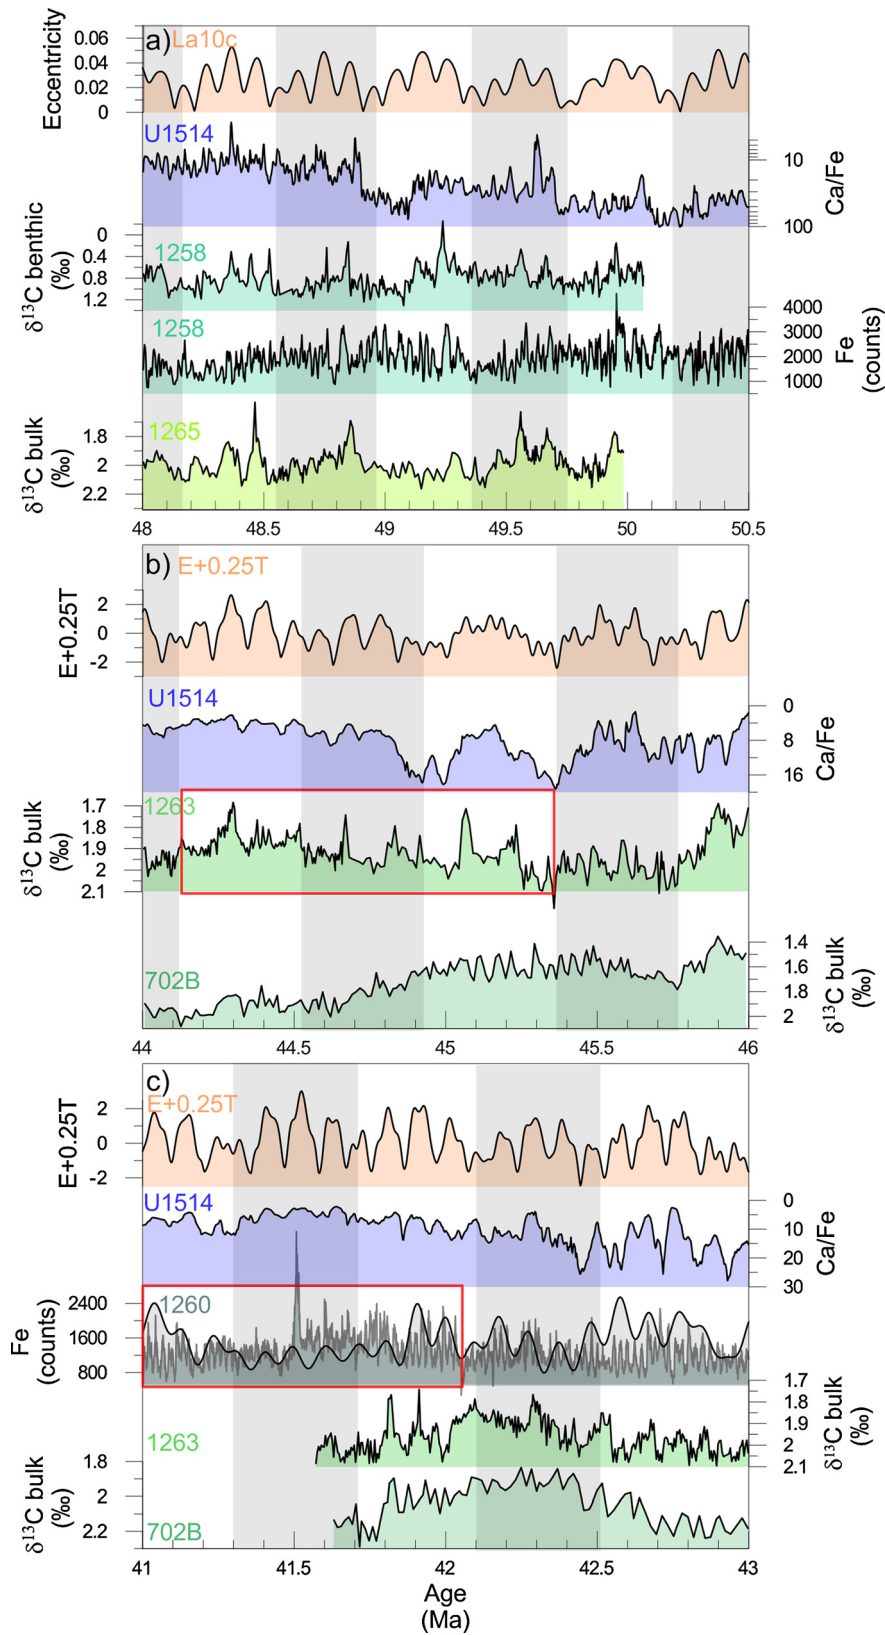 a) La10c
Eccentricity
0.06
0.04
0.02
0
U1514
10
100
Ca/Fe
δ¹³C benthic
(‰)
0
0.4
0.8
1.2
1258
1258
4000
3000
2000
1000
Fe
(counts)
δ¹³C bulk
(‰)
1.8
2
2.2
1265
48 48.5 49 49.5 50 50.5
b) E+0.25T
E+0.25T
2
0
-2
U1514
0
8
16
Ca/Fe
δ¹³C bulk
(‰)
1.7
1.8
1.9
2
2.1
1263
702B
1.4
1.6
1.8
2
δ¹³C bulk
(‰)
44 44.5 45 45.5 46
c)
E+0.25T
E+0.25T
2
0
-2
U1514
0
10
20
30
Ca/Fe
Fe
(counts)
2400
1600
800
1260
1.7
1.8
1.9
2
2.1
δ¹³C bulk
(‰)
1263
δ¹³C bulk
(‰)
1.8
2
2.2
702B
41 41.5 42 42.5 43
Age
(Ma)